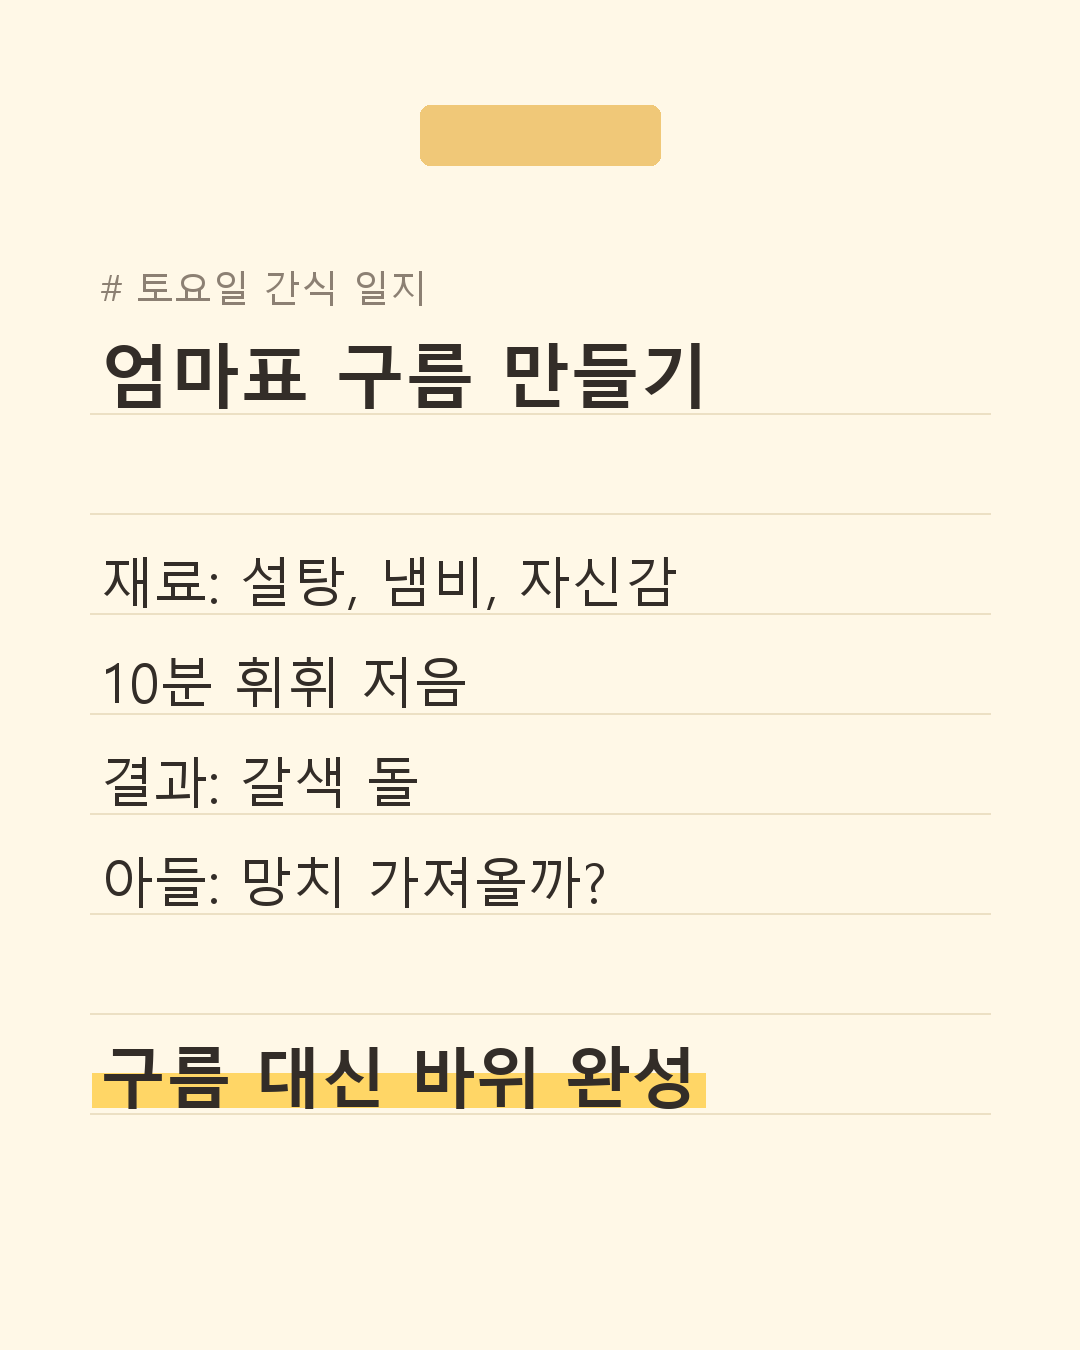 # 토요일 간식 일지
엄마표 구름 만들기
재료: 설탕, 냄비, 자신감
10분 휘휘 저음
결과: 갈색 돌
아들: 망치 가져올까?
구름 대신 바위 완성